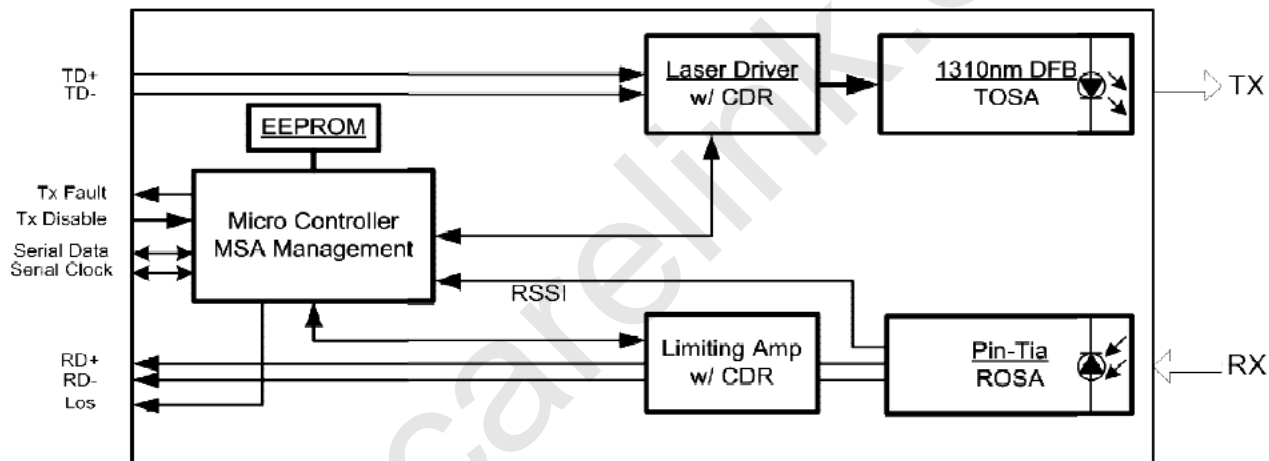 TD+
TD-
Laser Driver
w/ CDR
1310nm DFB
TOSA
TX
EEPROM
Tx Fault
Tx Disable
Serial Data
Serial Clock
Micro Controller
MSA Management
RSSI
RD+
RD-
Los
Limiting Amp
w/ CDR
Pin-Tia
ROSA
RX
carelink.